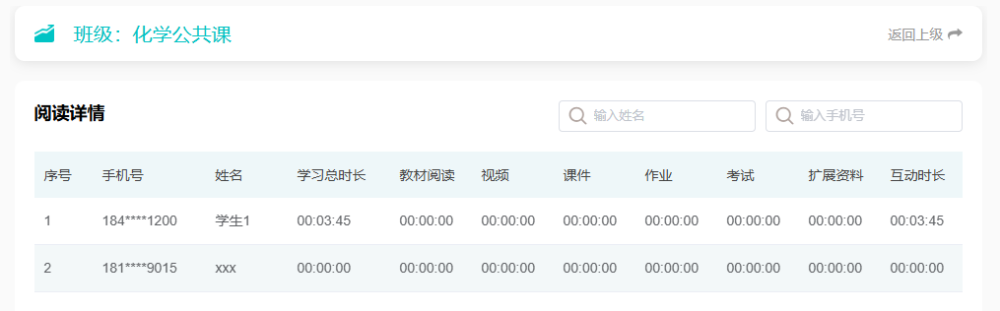 班级：化学公共课
返回上级
阅读详情
输入姓名
输入手机号
序号 手机号 姓名 学习总时长 教材阅读 视频 课件 作业 考试 扩展资料 互动时长
1 184****1200 学生1 00:03:45 00:00:00 00:00:00 00:00:00 00:00:00 00:00:00 00:00:00 00:03:45
2 181****9015 xxx 00:00:00 00:00:00 00:00:00 00:00:00 00:00:00 00:00:00 00:00:00 00:00:00